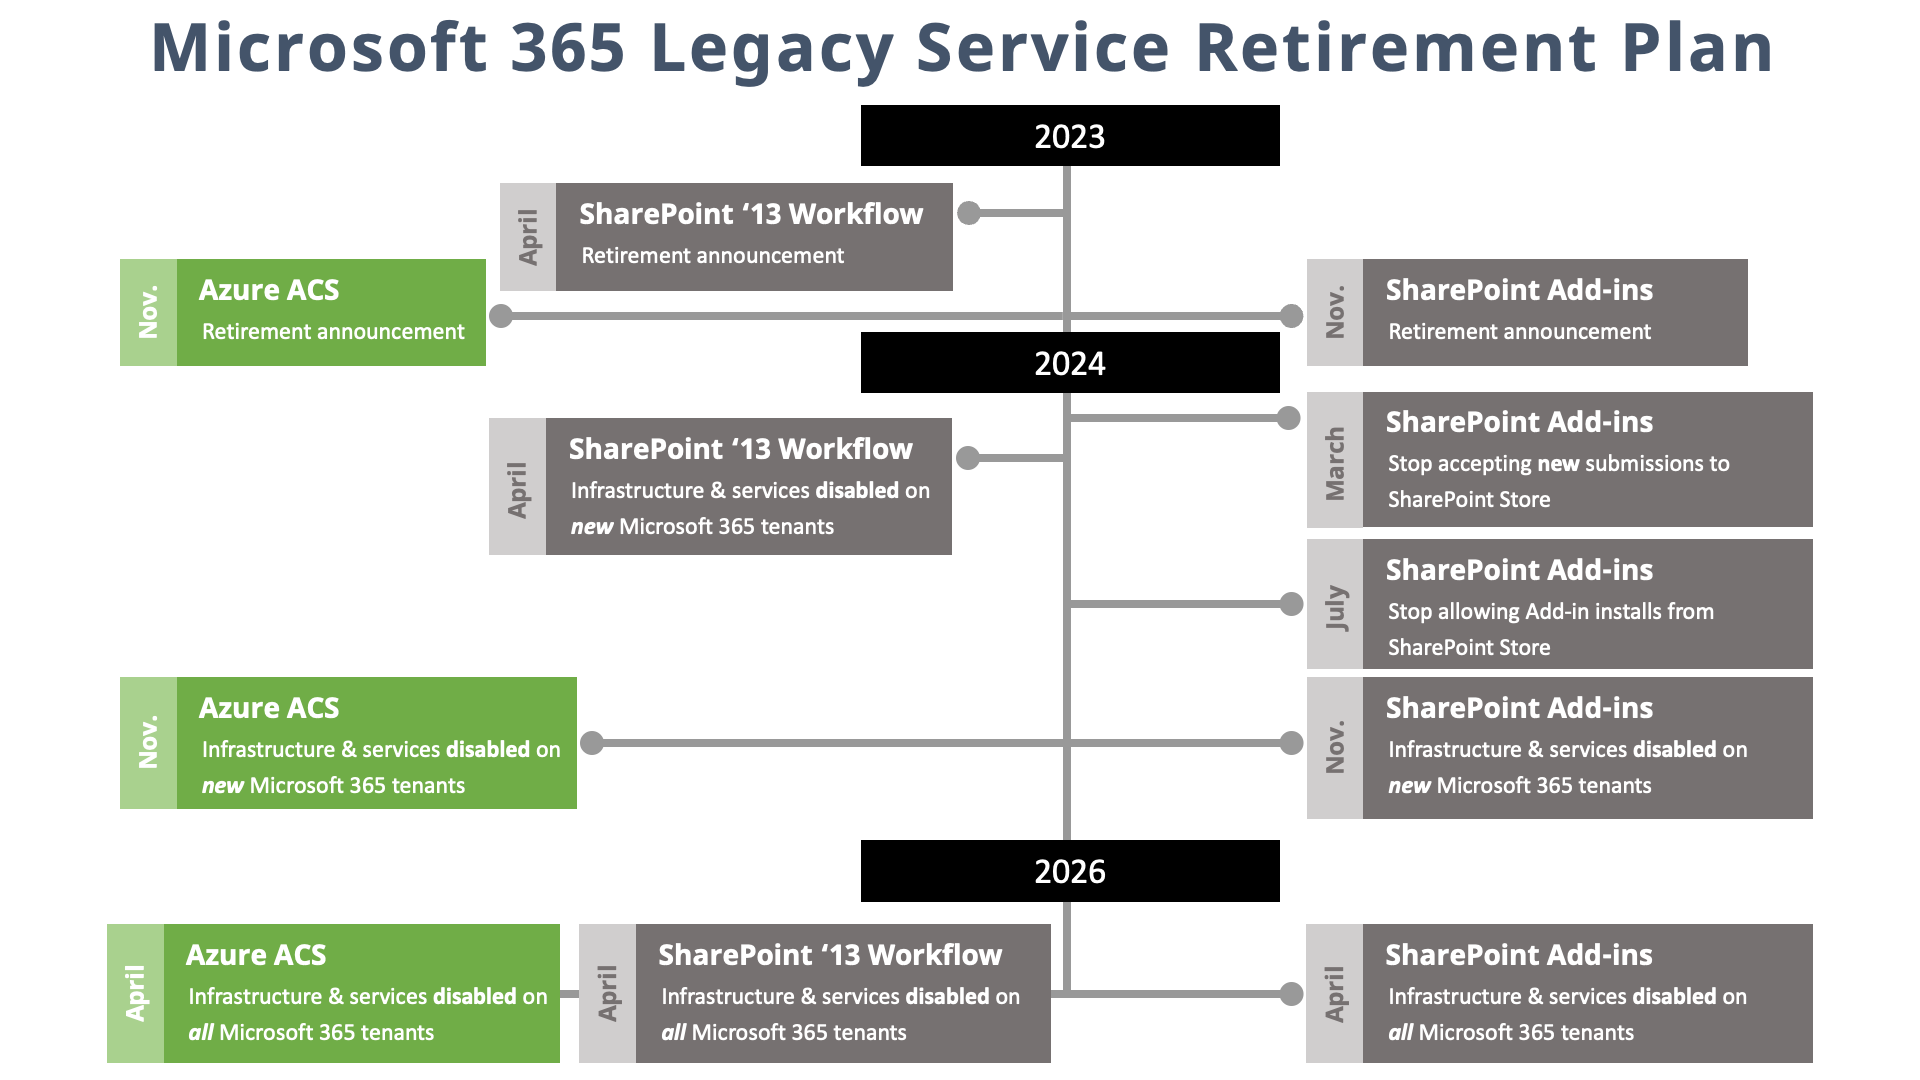 Microsoft 365 Legacy Service Retirement Plan
2023
April
SharePoint ‘13 Workflow
Retirement announcement
Nov.
Azure ACS
Retirement announcement
Nov.
SharePoint Add-ins
Retirement announcement
2024
March
SharePoint Add-ins
Stop accepting new submissions to
SharePoint Store
April
SharePoint ‘13 Workflow
Infrastructure & services disabled on
new Microsoft 365 tenants
July
SharePoint Add-ins
Stop allowing Add-in installs from
SharePoint Store
Nov.
Azure ACS
Infrastructure & services disabled on
new Microsoft 365 tenants
Nov.
SharePoint Add-ins
Infrastructure & services disabled on
new Microsoft 365 tenants
2026
April
Azure ACS
Infrastructure & services disabled on
all Microsoft 365 tenants
April
SharePoint ‘13 Workflow
Infrastructure & services disabled on
all Microsoft 365 tenants
April
SharePoint Add-ins
Infrastructure & services disabled on
all Microsoft 365 tenants